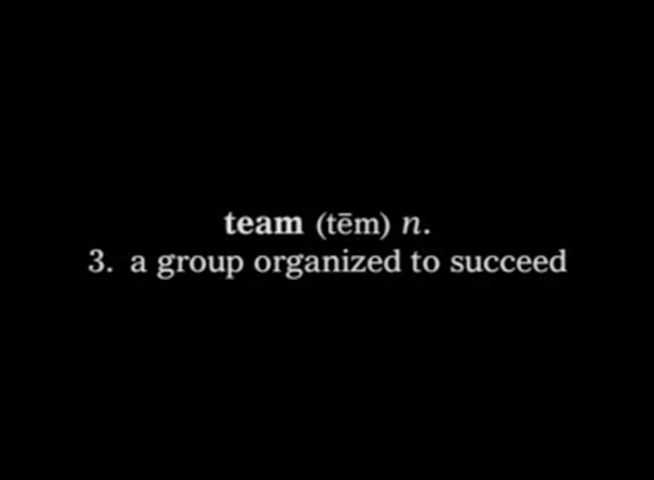 team (tēm) n.
3. a group organized to succeed